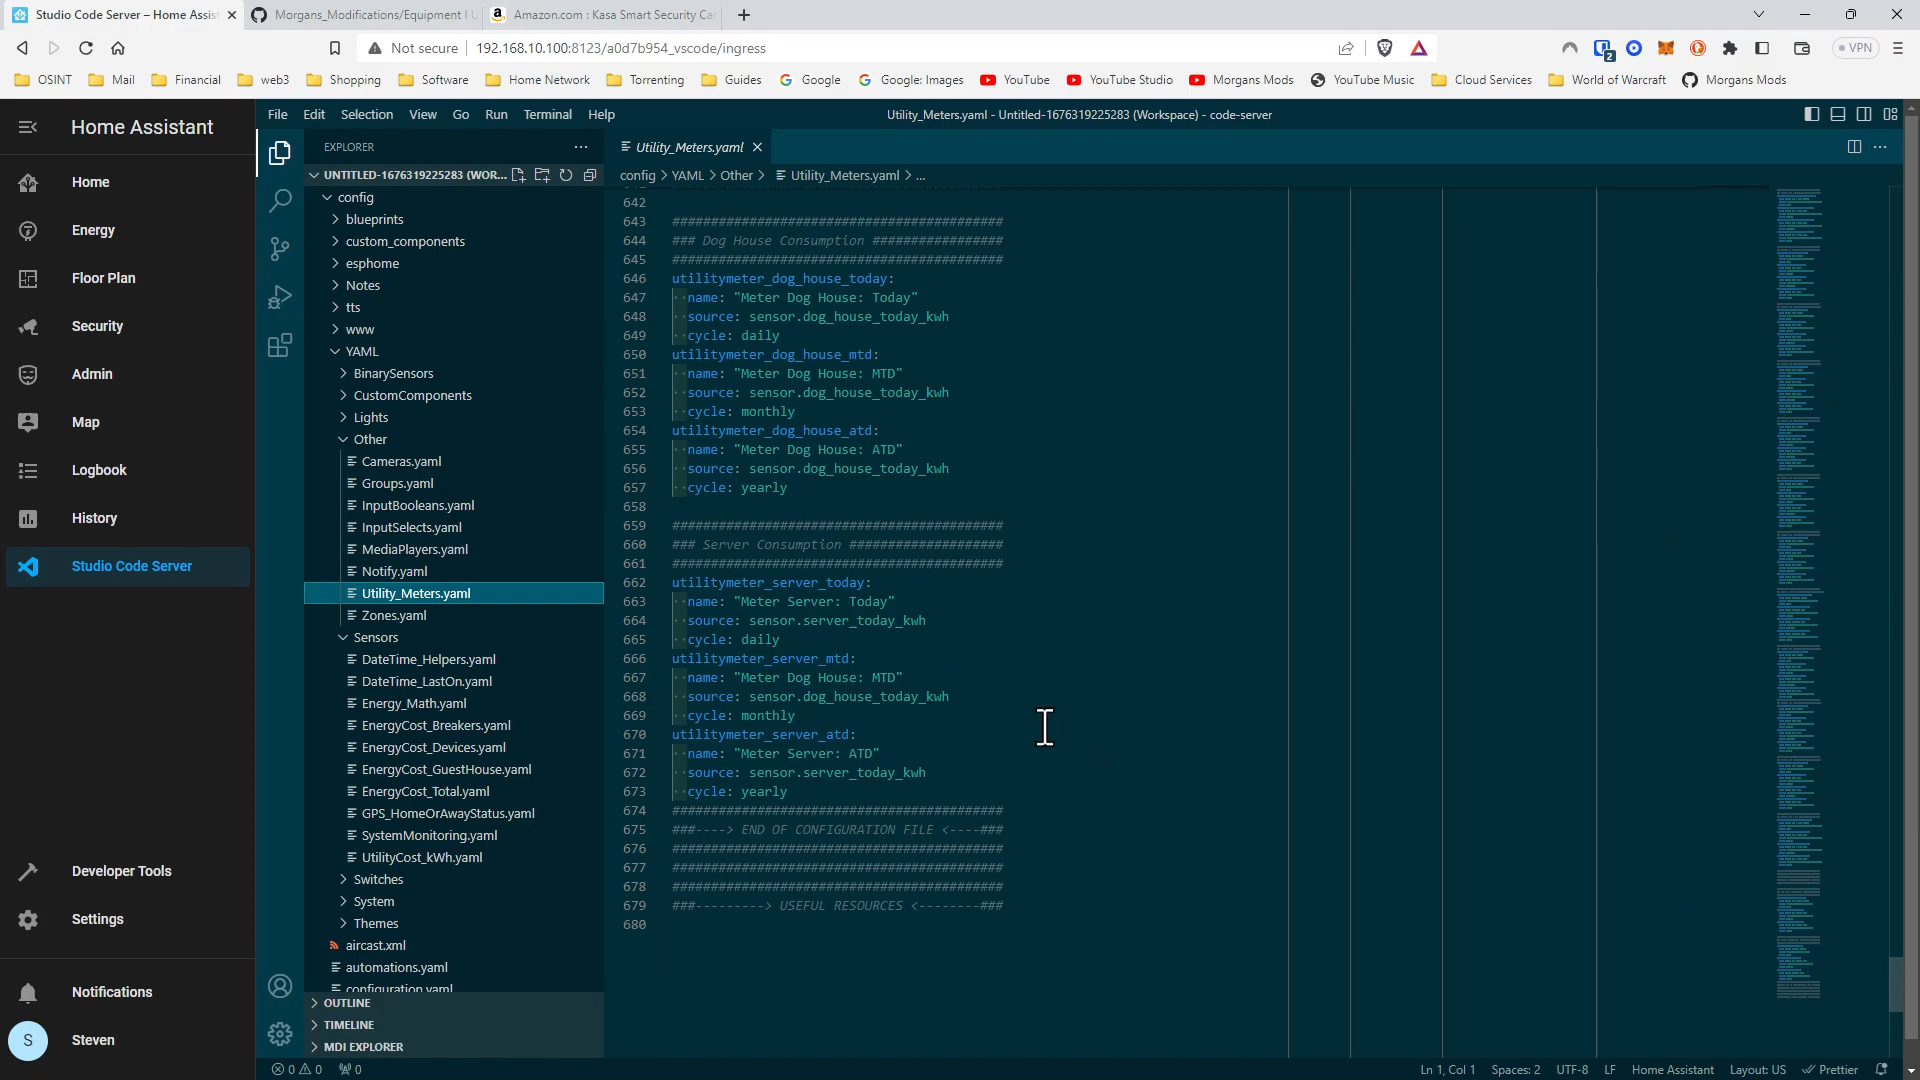 Studio Code Server – Home Assis
Morgans_Modifications/Equipment | U
Amazon.com : Kasa Smart Security Ca
Not secure
192.168.10.100:8123/a0d7b954_vscode/ingress
2
VPN
OSINT
Mail
Financial
web3
Shopping
Software
Home Network
Torrenting
Guides
Google
Google: Images
YouTube
YouTube Studio
Morgans Mods
YouTube Music
Cloud Services
World of Warcraft
Morgans Mods
Home Assistant
Home
Energy
Floor Plan
Security
Admin
Map
Logbook
History
Studio Code Server
Developer Tools
Settings
Notifications
S
Steven
File
Edit
Selection
View
Go
Run
Terminal
Help
Utility_Meters.yaml - Untitled-1676319225283 (Workspace) - code-server
EXPLORER
UNTITLED-1676319225283 (WOR...
config
blueprints
custom_components
esphome
Notes
tts
www
YAML
BinarySensors
CustomComponents
Lights
Other
Cameras.yaml
Groups.yaml
InputBooleans.yaml
InputSelects.yaml
MediaPlayers.yaml
Notify.yaml
Utility_Meters.yaml
Zones.yaml
Sensors
DateTime_Helpers.yaml
DateTime_LastOn.yaml
Energy_Math.yaml
EnergyCost_Breakers.yaml
EnergyCost_Devices.yaml
EnergyCost_GuestHouse.yaml
EnergyCost_Total.yaml
GPS_HomeOrAwayStatus.yaml
SystemMonitoring.yaml
UtilityCost_kWh.yaml
Switches
System
Themes
aircast.xml
automations.yaml
configuration.yaml
OUTLINE
TIMELINE
MDI EXPLORER
Utility_Meters.yaml
config > YAML > Other > Utility_Meters.yaml > ...
642
643 ###########################################
644 ### Dog House Consumption #################
645 ###########################################
646 utilitymeter_dog_house_today:
647 name: "Meter Dog House: Today"
648 source: sensor.dog_house_today_kwh
649 cycle: daily
650 utilitymeter_dog_house_mtd:
651 name: "Meter Dog House: MTD"
652 source: sensor.dog_house_today_kwh
653 cycle: monthly
654 utilitymeter_dog_house_atd:
655 name: "Meter Dog House: ATD"
656 source: sensor.dog_house_today_kwh
657 cycle: yearly
658
659 ###########################################
660 ### Server Consumption ####################
661 ###########################################
662 utilitymeter_server_today:
663 name: "Meter Server: Today"
664 source: sensor.server_today_kwh
665 cycle: daily
666 utilitymeter_server_mtd:
667 name: "Meter Dog House: MTD"
668 source: sensor.dog_house_today_kwh
669 cycle: monthly
670 utilitymeter_server_atd:
671 name: "Meter Server: ATD"
672 source: sensor.server_today_kwh
673 cycle: yearly
674 ###########################################
675 ###----> END OF CONFIGURATION FILE <----###
676 ###########################################
677 ###########################################
678 ###########################################
679 ###---------> USEFUL RESOURCES <--------###
680
0 0
0
Ln 1, Col 1
Spaces: 2
UTF-8
LF
Home Assistant
Layout: US
Prettier